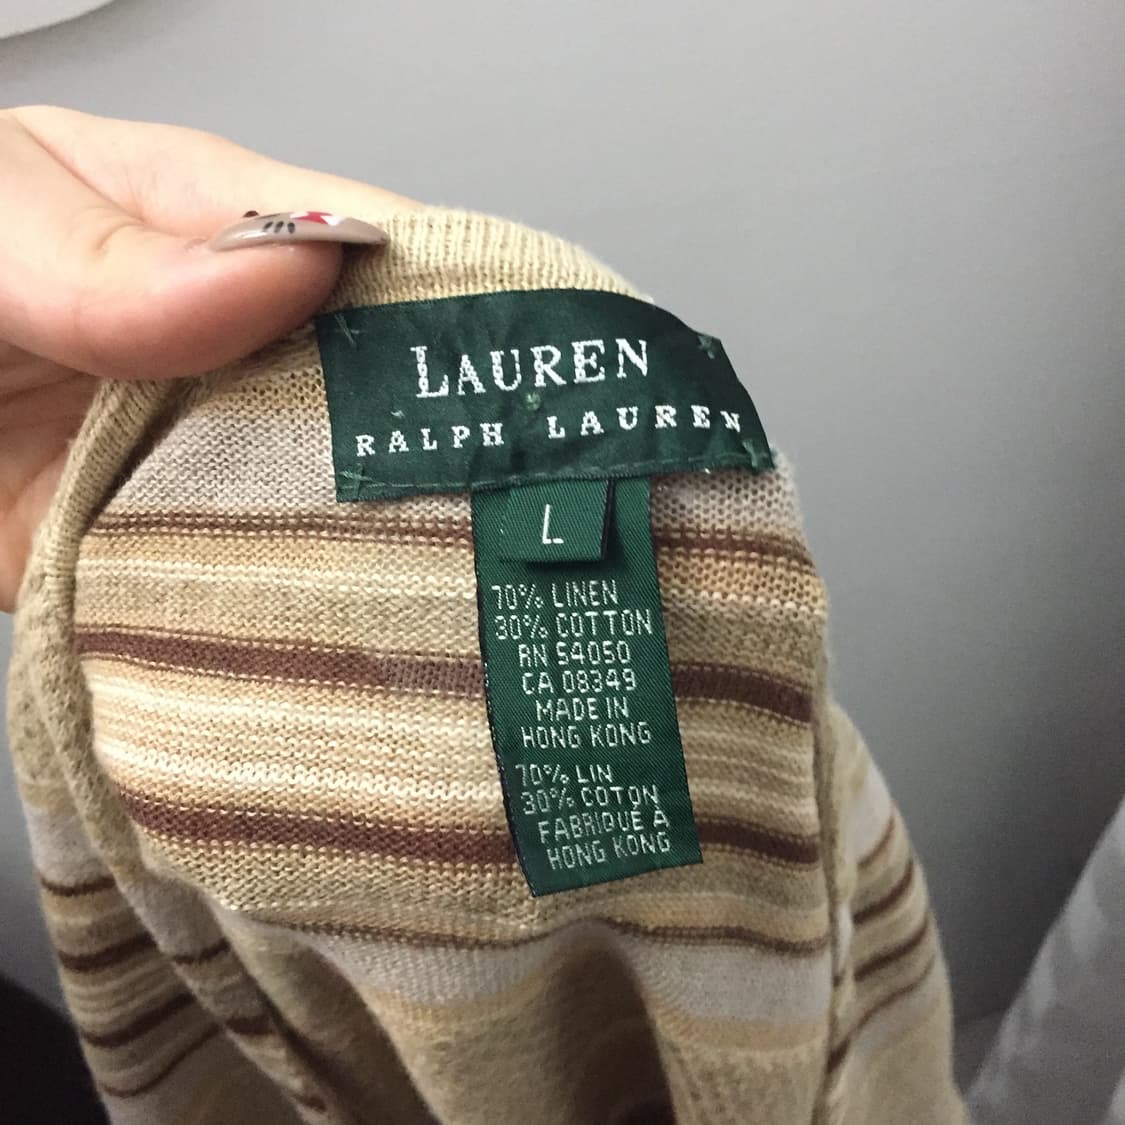 LAUREN
RALPH LAUREN
L
70% LINEN
30% COTTON
RN 54050
CA 08349
MADE IN
HONG KONG
70% LIN
30% COTON
FABRIQUÉ À
HONG KONG